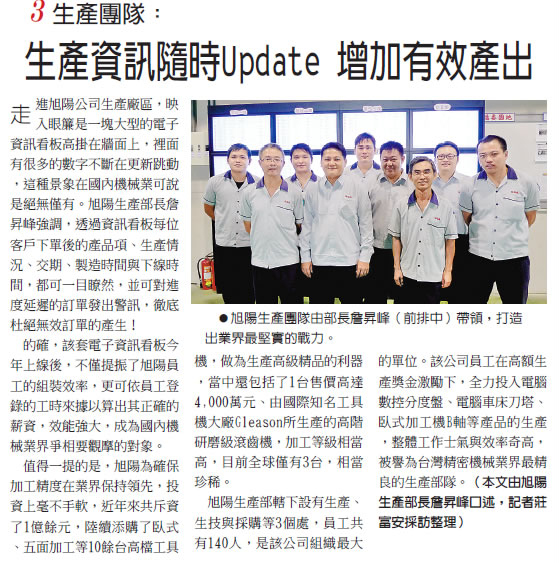 3 生產團隊：
生產資訊隨時Update 增加有效產出
走進旭陽公司生產廠區，映
入眼簾是一塊大型的電子
資訊看板高掛在牆面上，裡面
有很多的數字不斷在更新跳動
，這種景象在國內機械業可說
是絕無僅有。旭陽生產部長詹
昇峰強調，透過資訊看板每位
客戶下單後的產品項、生產情
況、交期、製造時間與下線時
間，都可一目瞭然，並可對進
度延遲的訂單發出警訊，徹底
杜絕無效訂單的產生！
的確，該套電子資訊看板今
年上線後，不僅提振了旭陽員
工的組裝效率，更可依員工登
錄的工時來據以算出其正確的
薪資，效能強大，成為國內機
械業界爭相要觀摩的對象。
值得一提的是，旭陽為確保
加工精度在業界保持領先，投
資上毫不手軟，近年來共斥資
了1億餘元，陸續添購了臥式
、五面加工等10餘台高檔工具
●旭陽生產團隊由部長詹昇峰（前排中）帶領，打造
出業界最堅實的戰力。
機，做為生產高級精品的利器
，當中還包括了1台售價高達
4,000萬元、由國際知名工具
機大廠Gleason所生產的高階
研磨級滾齒機，加工等級相當
高，目前全球僅有3台，相當
珍稀。
旭陽生產部轄下設有生產、
生技與採購等3個處，員工共
有140人，是該公司組織最大
的單位。該公司員工在高額生
產獎金激勵下，全力投入電腦
數控分度盤、電腦車床刀塔、
臥式加工機B軸等產品的生產
，整體工作士氣與效率奇高，
被譽為台灣精密機械業界最精
良的生產部隊。（本文由旭陽
生產部長詹昇峰口述，記者莊
富安採訪整理）